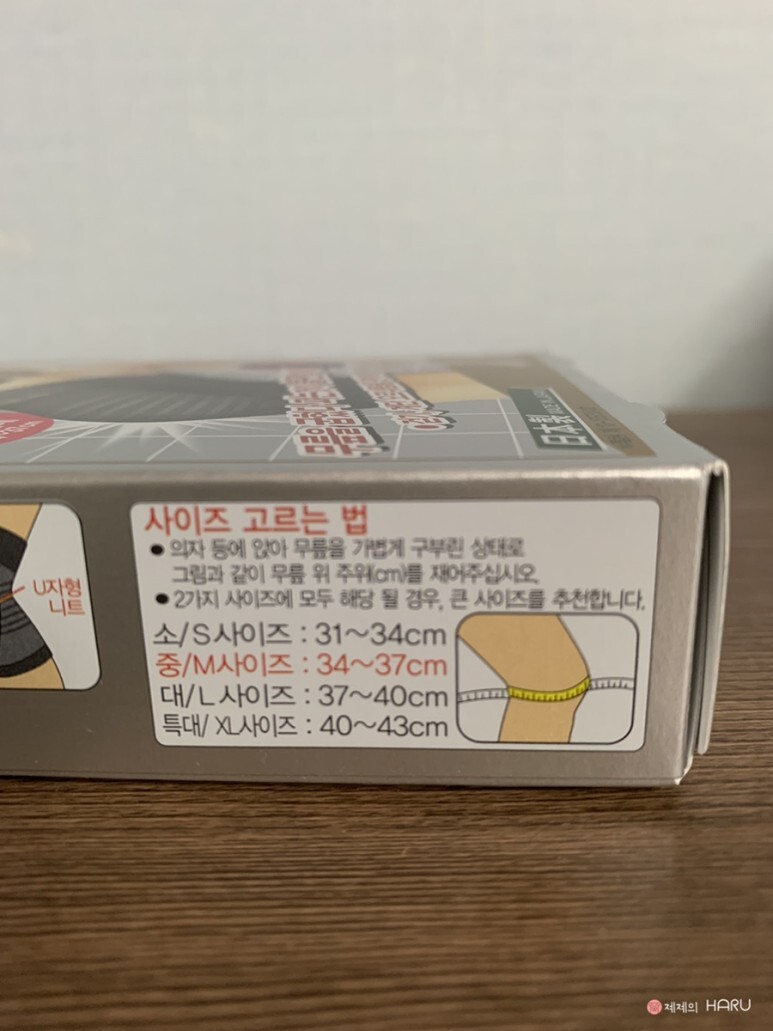 日本製
U자형
니트
사이즈 고르는 법
● 의자 등에 앉아 무릎을 가볍게 구부린 상태로
그림과 같이 무릎 위 주위(cm)를 재어주십시오.
● 2가지 사이즈에 모두 해당 될 경우, 큰 사이즈를 추천합니다.
소/S사이즈 : 31~34cm
중/M사이즈 : 34~37cm
대/L사이즈 : 37~40cm
특대/ XL사이즈 : 40~43cm
제제의 HARU